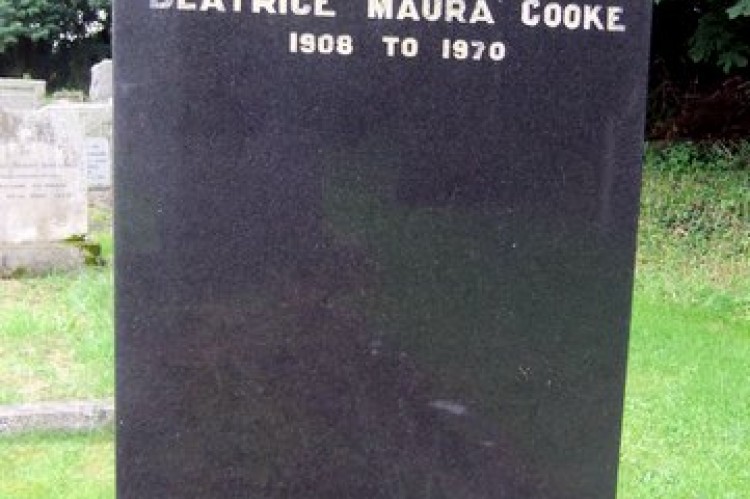 BEATRICE MAURA COOKE
1908 TO 1970